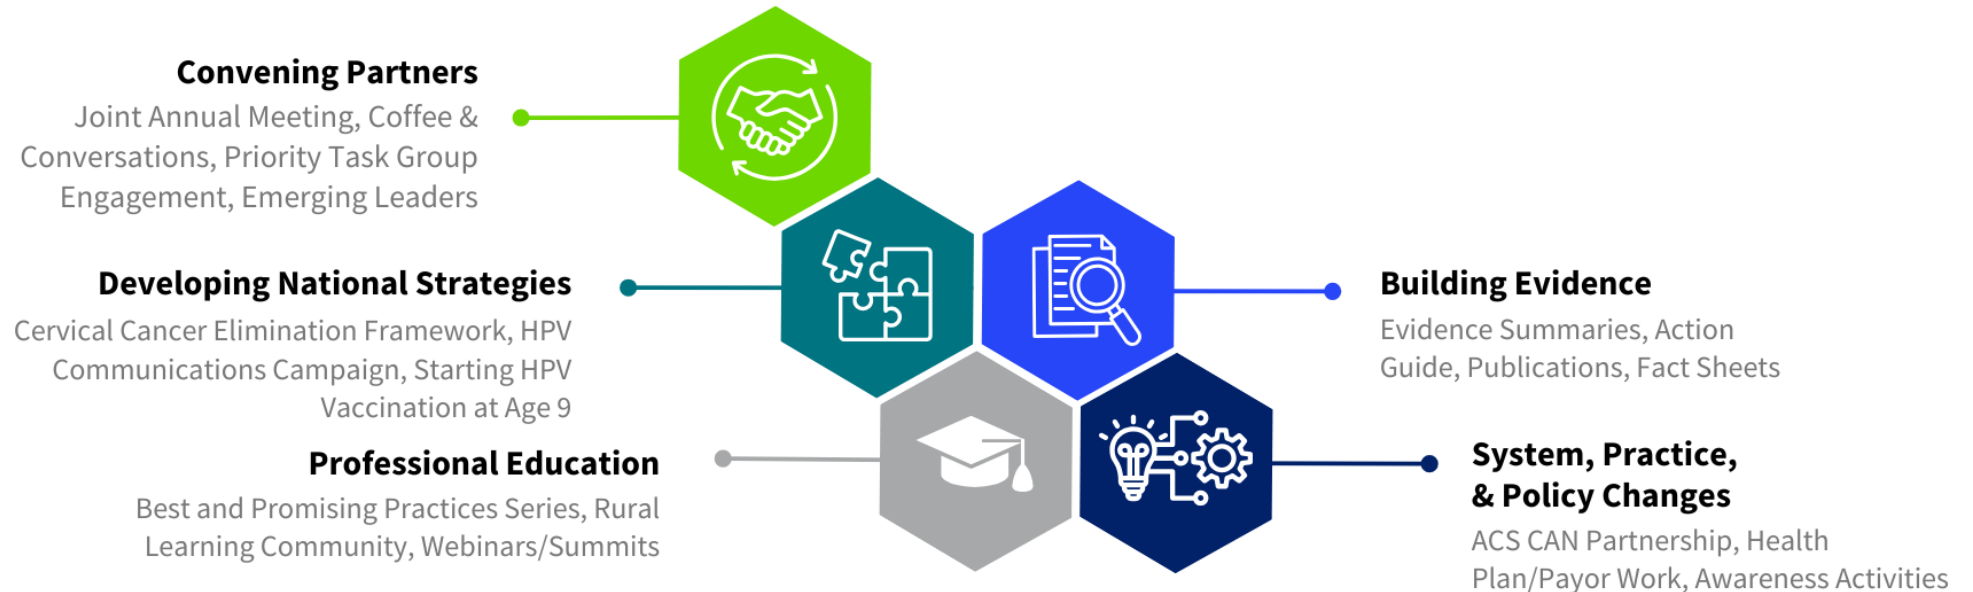 Convening Partners
Joint Annual Meeting, Coffee &
Conversations, Priority Task Group
Engagement, Emerging Leaders
Developing National Strategies
Cervical Cancer Elimination Framework, HPV
Communications Campaign, Starting HPV
Vaccination at Age 9
Professional Education
Best and Promising Practices Series, Rural
Learning Community, Webinars/Summits
Building Evidence
Evidence Summaries, Action
Guide, Publications, Fact Sheets
System, Practice,
& Policy Changes
ACS CAN Partnership, Health
Plan/Payor Work, Awareness Activities